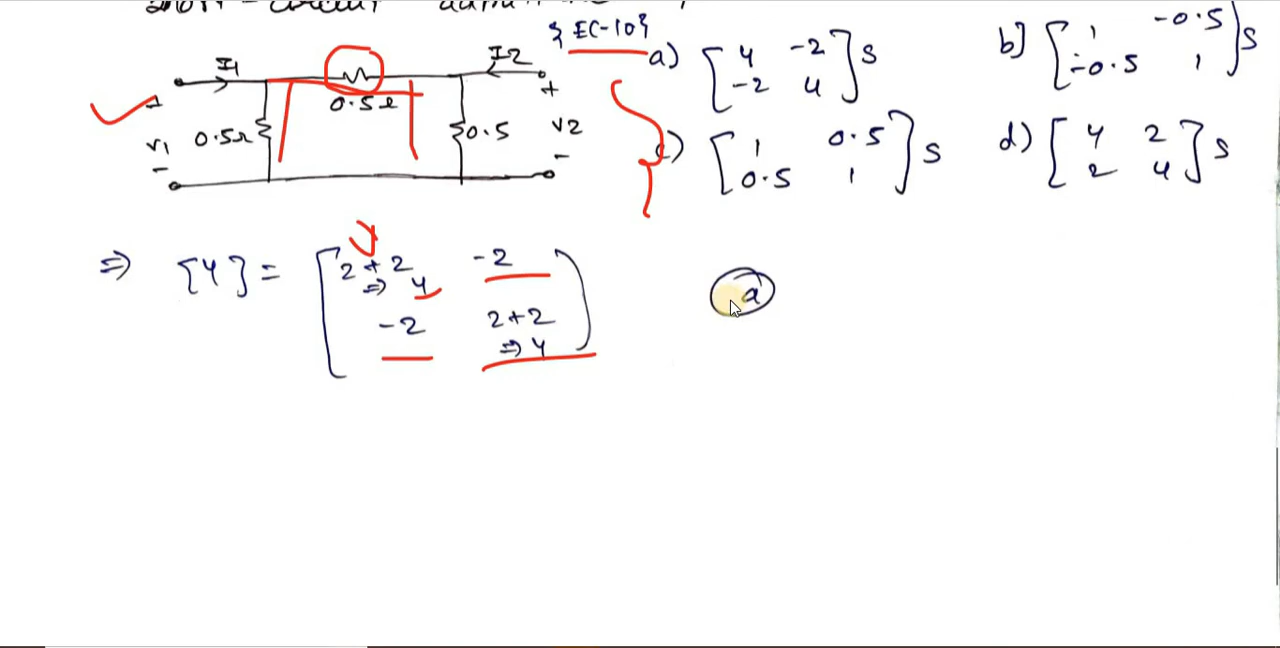 short-circuit
{EC-10}
a) [4 -2
-2 4] s
b] [1 -0.5
-0.5 1] s
I1
I2
+
0.5Ω
+
v1
0.5Ω
0.5
v2
-
-
c) [1 0.5
0.5 1] s
d) [4 2
2 4] s
⇒ [Y] = [2+2 -2
⇒ 4
-2 2+2
⇒ 4]
a